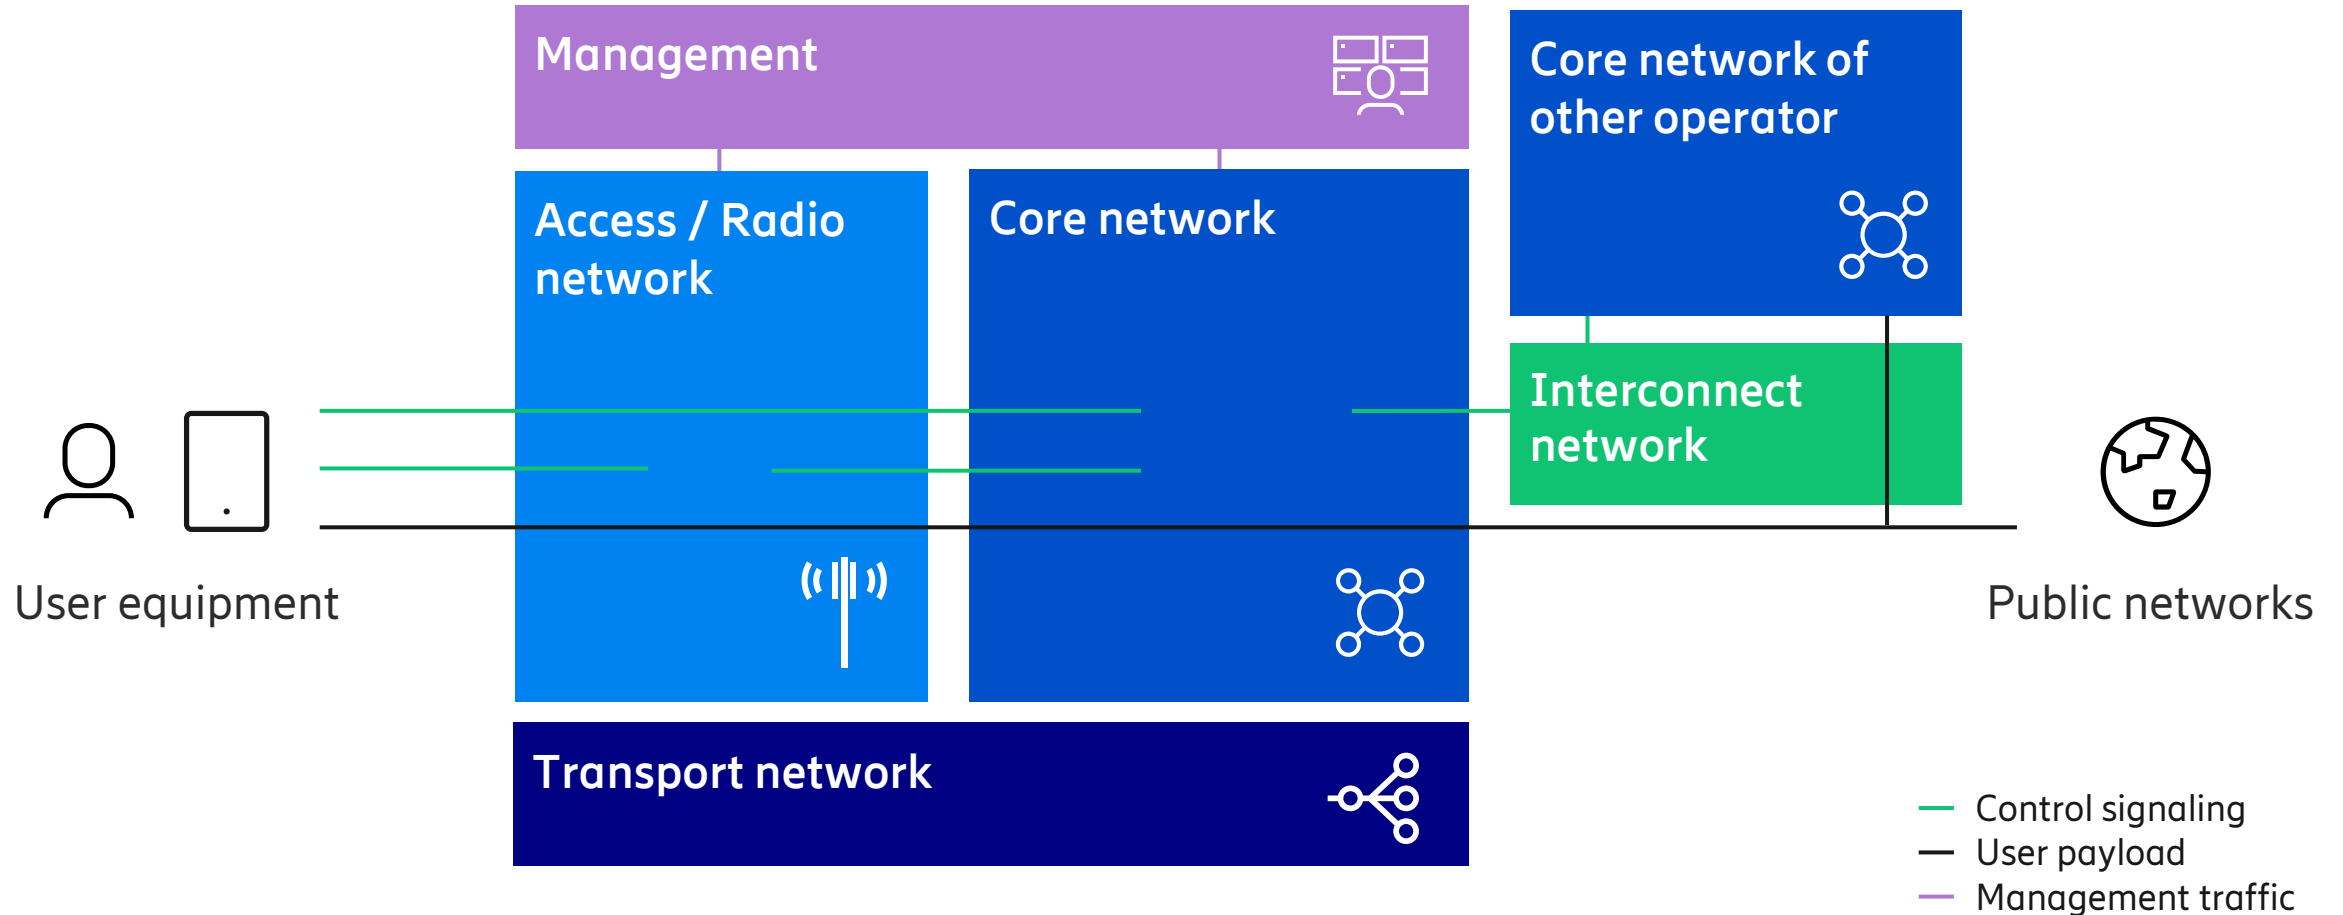 Management
Core network of
other operator
Access / Radio
network
Core network
Interconnect
network
User equipment
Public networks
Transport network
Control signaling
User payload
Management traffic